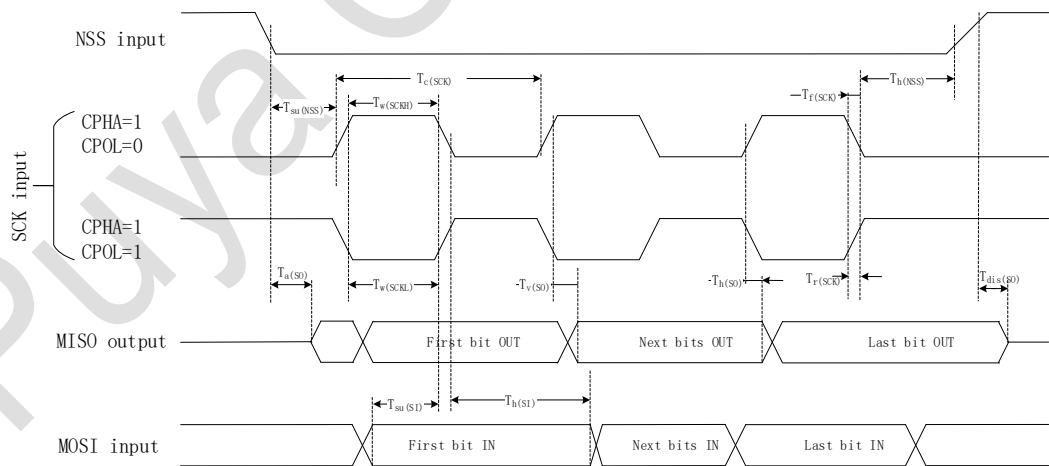 NSS input
Tc(SCK)
Th(NSS)
Tsu(NSS)
Tw(SCKH)
Tf(SCK)
CPHA=1
CPOL=0
SCK input
CPHA=1
CPOL=1
Ta(SO)
Tw(SCKL)
Tv(SO)
Th(SO)
Tr(SCK)
Tdis(SO)
MISO output
First bit OUT
Next bits OUT
Last bit OUT
Tsu(SI)
Th(SI)
MOSI input
First bit IN
Next bits IN
Last bit IN
Puya